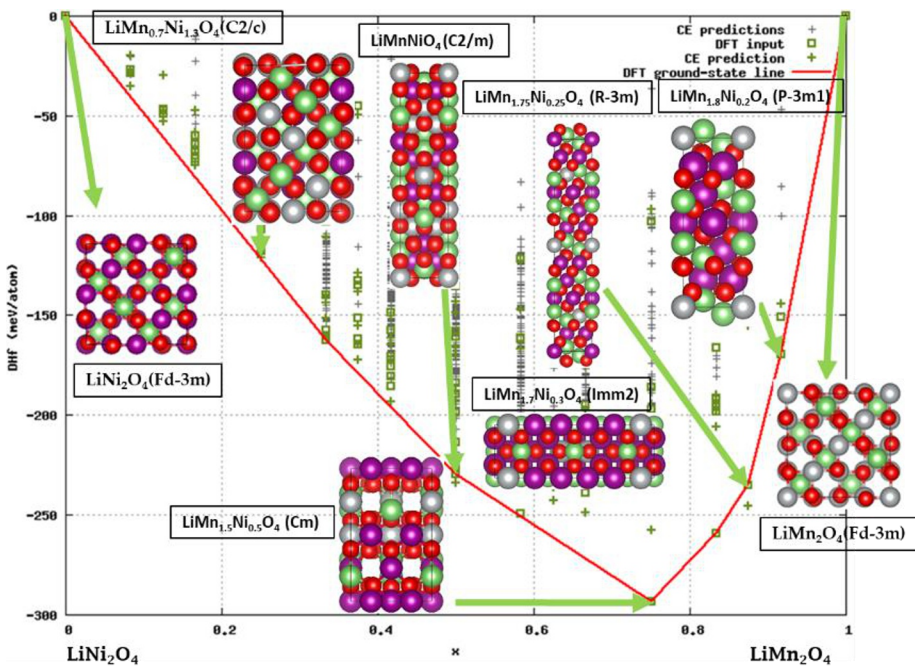 LiMn0.7Ni1.3O4(C2/c)
LiMnNiO4(C2/m)
CE predictions
DFT input
CE prediction
DFT ground-state line
LiMn1.75Ni0.25O4 (R-3m)
LiMn1.8Ni0.2O4 (P-3m1)
LiNi2O4(Fd-3m)
LiMn1.7Ni0.3O4 (Imm2)
LiMn1.5Ni0.5O4 (Cm)
LiMn2O4(Fd-3m)
DHf (meV/atom)
0
-50
-100
-150
-200
-250
-300
0
0.2
0.4
0.6
0.8
1
LiNi2O4
x
LiMn2O4